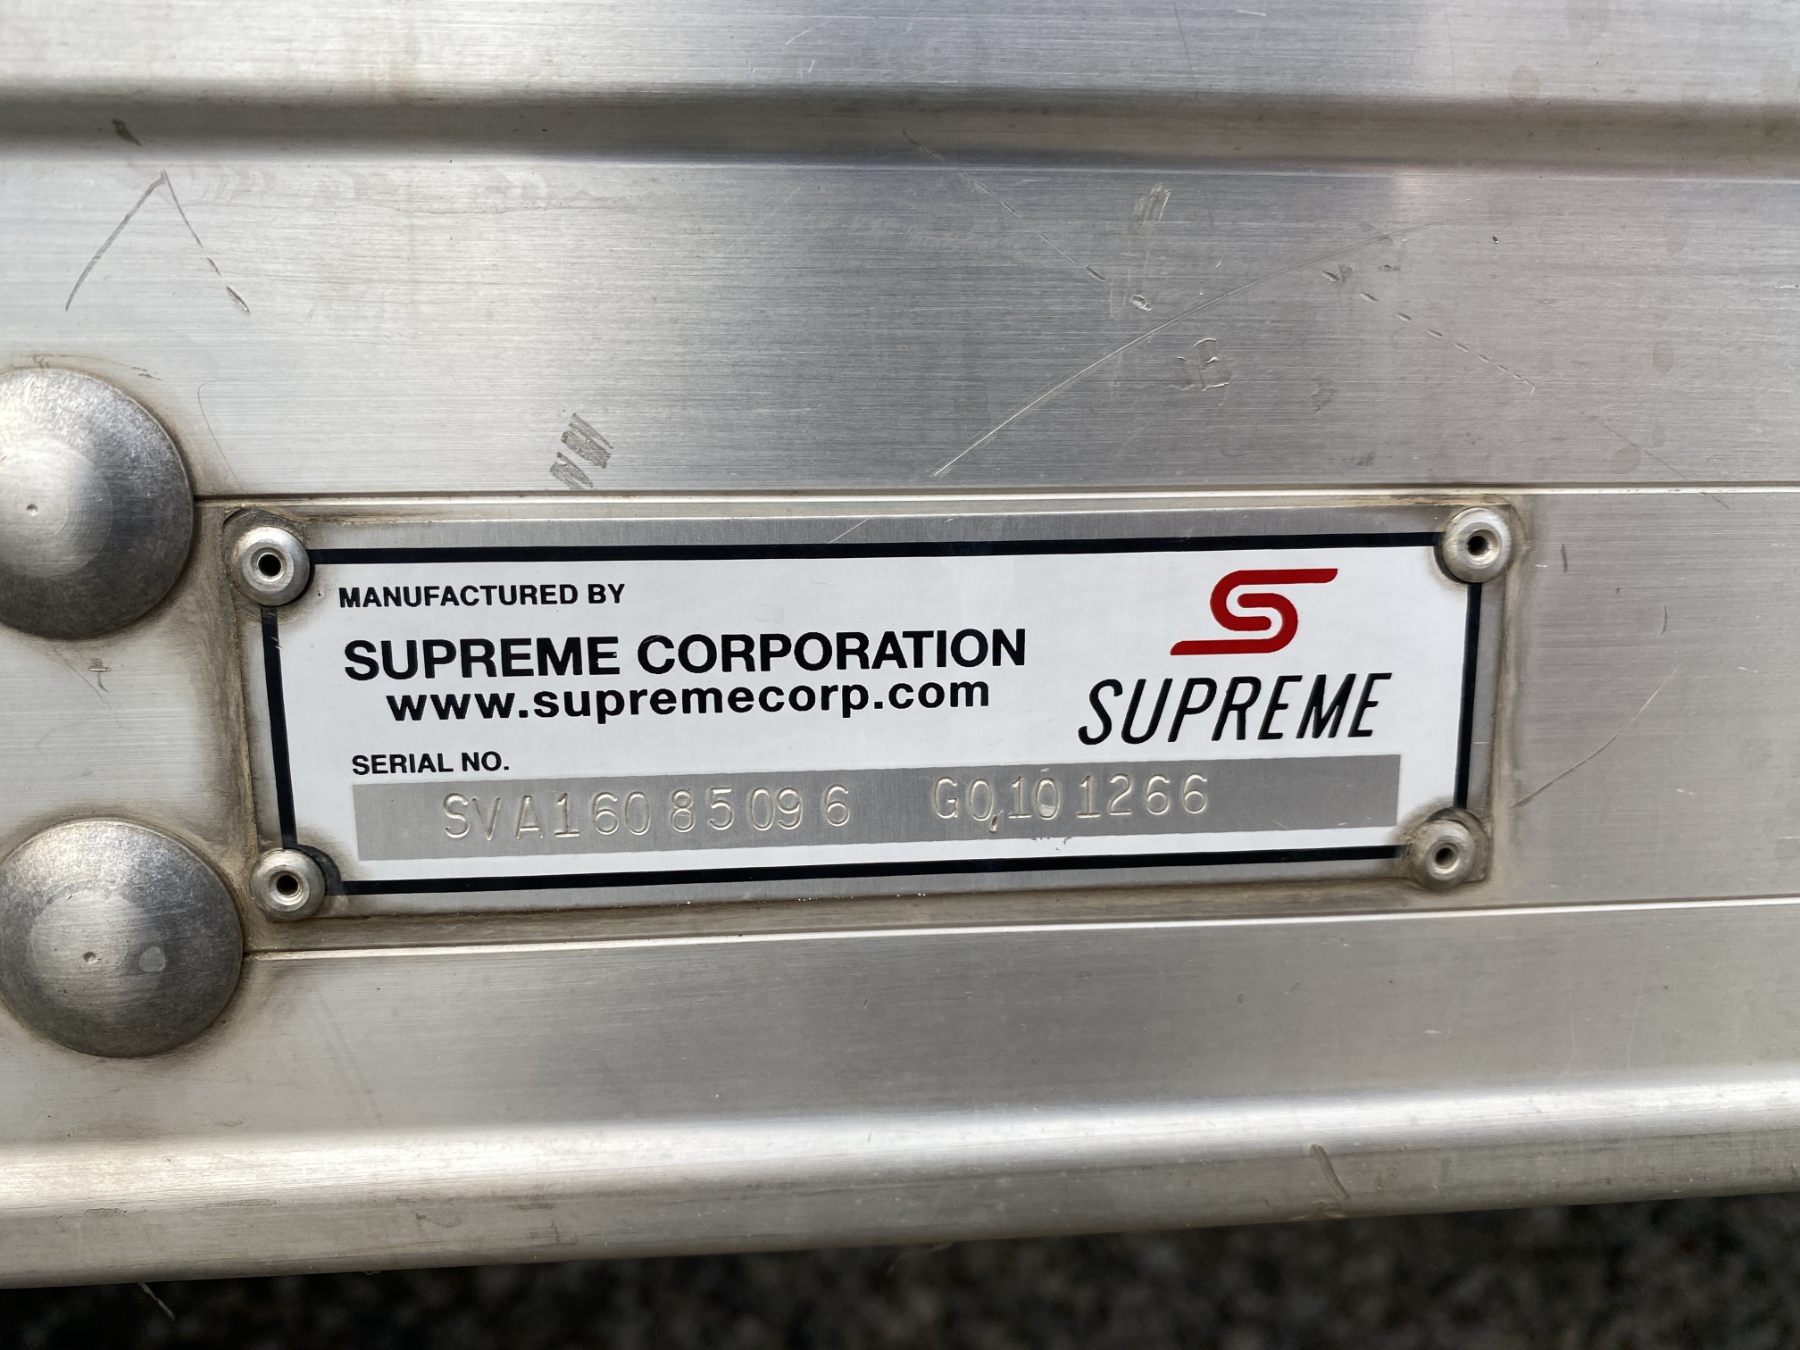 MANUFACTURED BY
SUPREME CORPORATION
www.supremecorp.com
SUPREME
SERIAL NO.
SVA16085096 G0101266